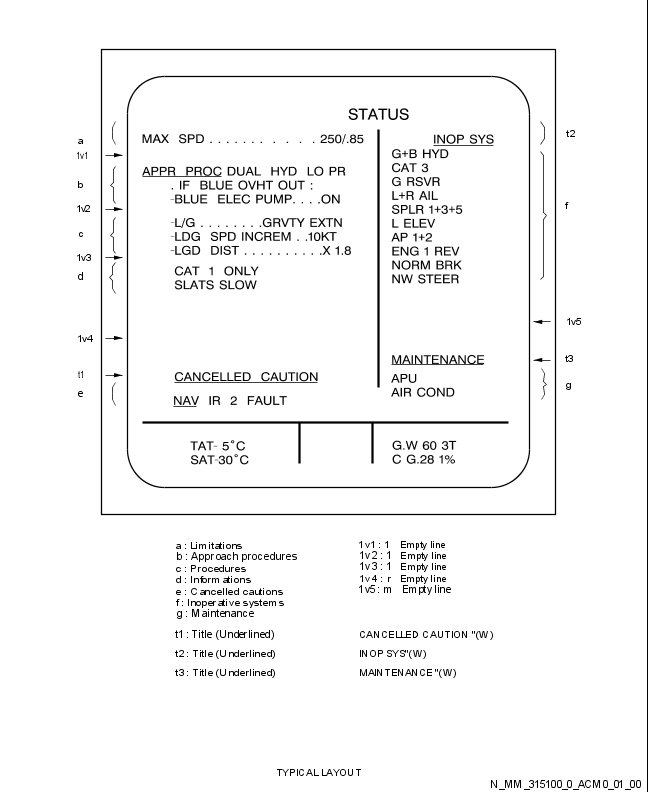 STATUS
a
MAX SPD . . . . . . . . . . . 250/.85
INOP SYS
t2
1v1
G+B HYD
CAT 3
G RSVR
L+R AIL
SPLR 1+3+5
L ELEV
AP 1+2
ENG 1 REV
NORM BRK
NW STEER
f
b
APPR PROC DUAL HYD LO PR
. IF BLUE OVHT OUT :
-BLUE ELEC PUMP. . . .ON
1v2
c
-L/G . . . . . . . .GRVTY EXTN
-LDG SPD INCREM . .10KT
-LGD DIST . . . . . . . . . .X 1.8
1v3
d
CAT 1 ONLY
SLATS SLOW
1v5
1v4
MAINTENANCE
t3
APU
AIR COND
g
t1
CANCELLED CAUTION
e
NAV IR 2 FAULT
TAT- 5°C
SAT-30°C
G.W 60 3T
C G.28 1%
a : Limitations
b : Approach procedures
c : Procedures
d : Informations
e : Cancelled cautions
f : Inoperative systems
g : Maintenance
1v1 : 1 Empty line
1v2 : 1 Empty line
1v3 : 1 Empty line
1v4 : r Empty line
1v5 : m Empty line
t1 : Title (Underlined) CANCELLED CAUTION "(W)
t2 : Title (Underlined) INOP SYS"(W)
t3 : Title (Underlined) MAINTENANCE"(W)
TYPICAL LAYOUT
N_MM_315100_0_ACM0_01_00